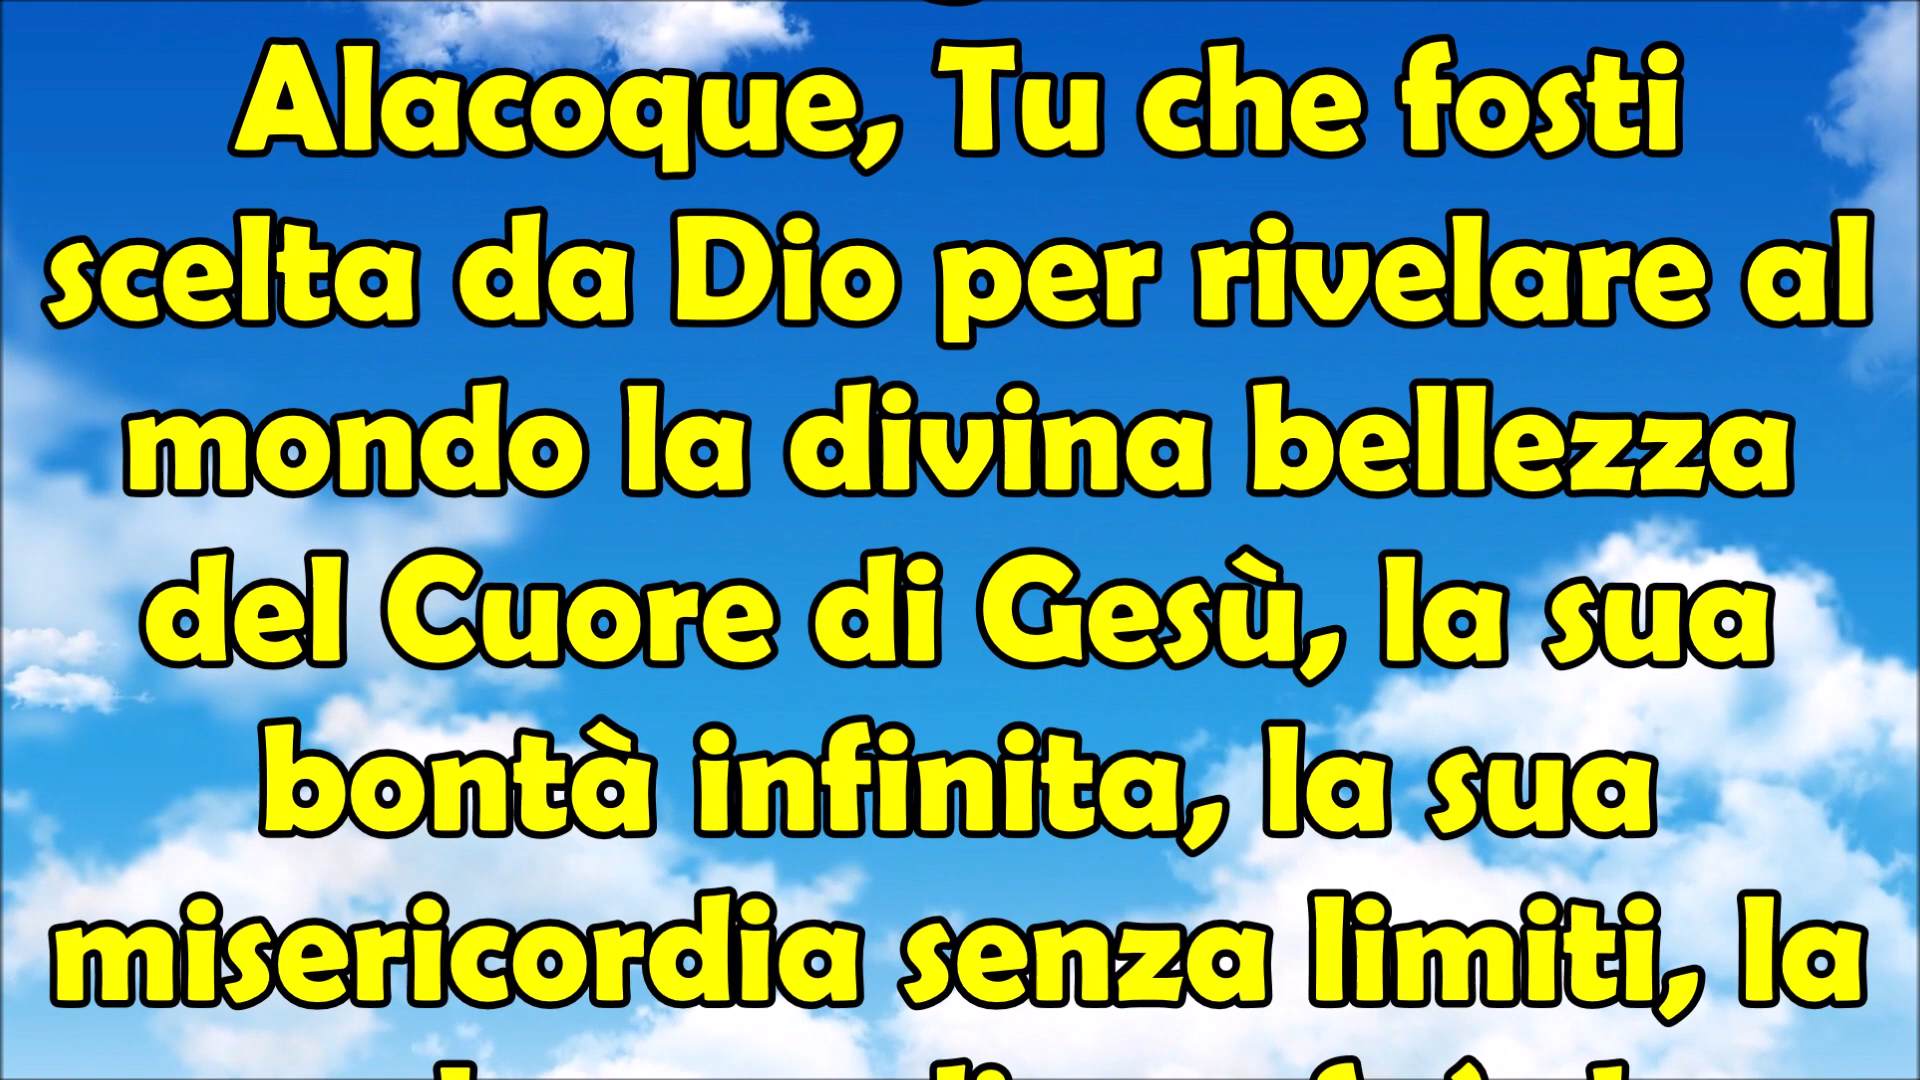 Alacoque, Tu che fosti
scelta da Dio per rivelare al
mondo la divina bellezza
del Cuore di Gesù, la sua
bontà infinita, la sua
misericordia senza limiti, la